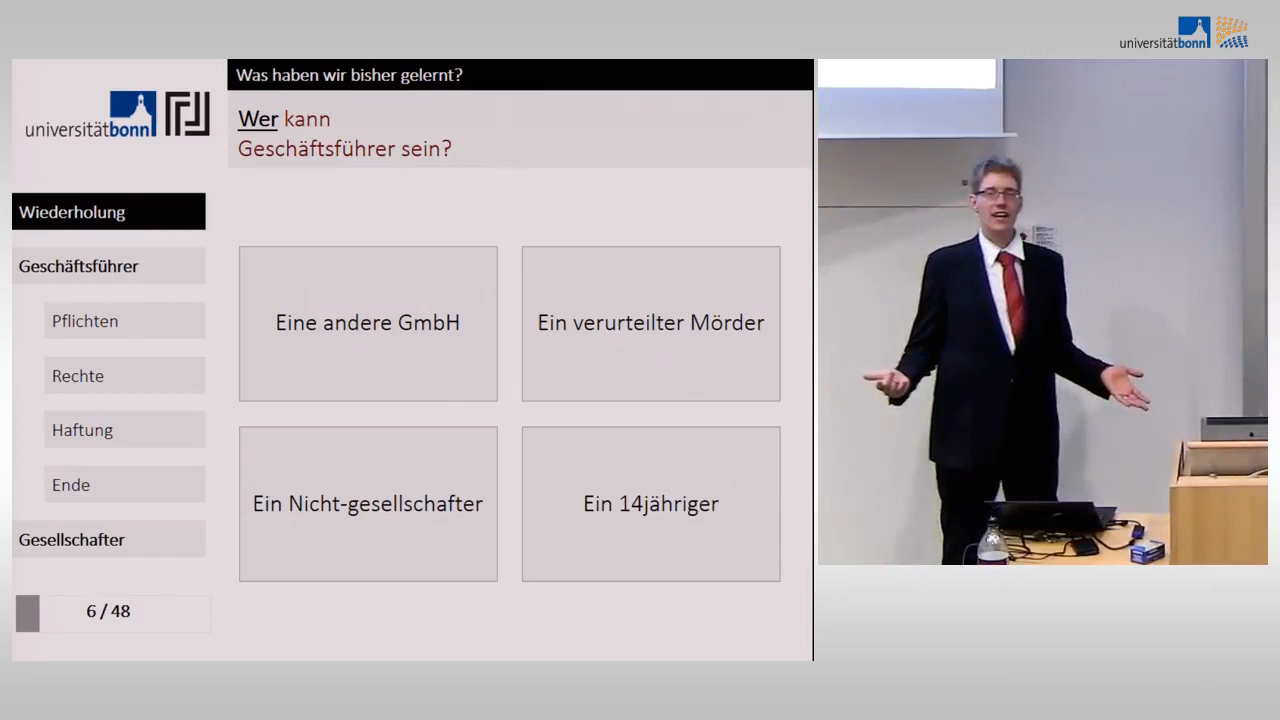 universitätbonn
Was haben wir bisher gelernt?
universitätbonn
Wer kann
Geschäftsführer sein?
Wiederholung
Geschäftsführer
Pflichten
Rechte
Haftung
Ende
Gesellschafter
6 / 48
Eine andere GmbH
Ein verurteilter Mörder
Ein Nicht-gesellschafter
Ein 14jähriger